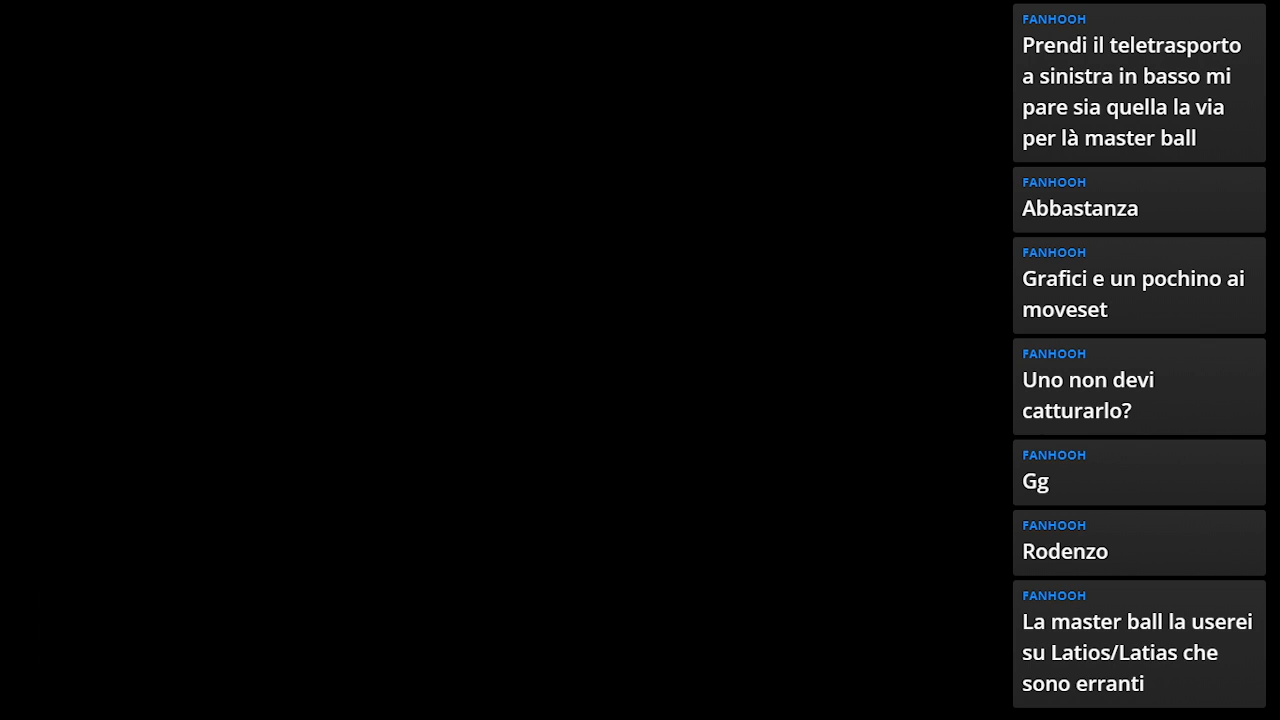 FANHOOH
Prendi il teletrasporto
a sinistra in basso mi
pare sia quella la via
per là master ball
FANHOOH
Abbastanza
FANHOOH
Grafici e un pochino ai
moveset
FANHOOH
Uno non devi
catturarlo?
FANHOOH
Gg
FANHOOH
Rodenzo
FANHOOH
La master ball la userei
su Latios/Latias che
sono erranti